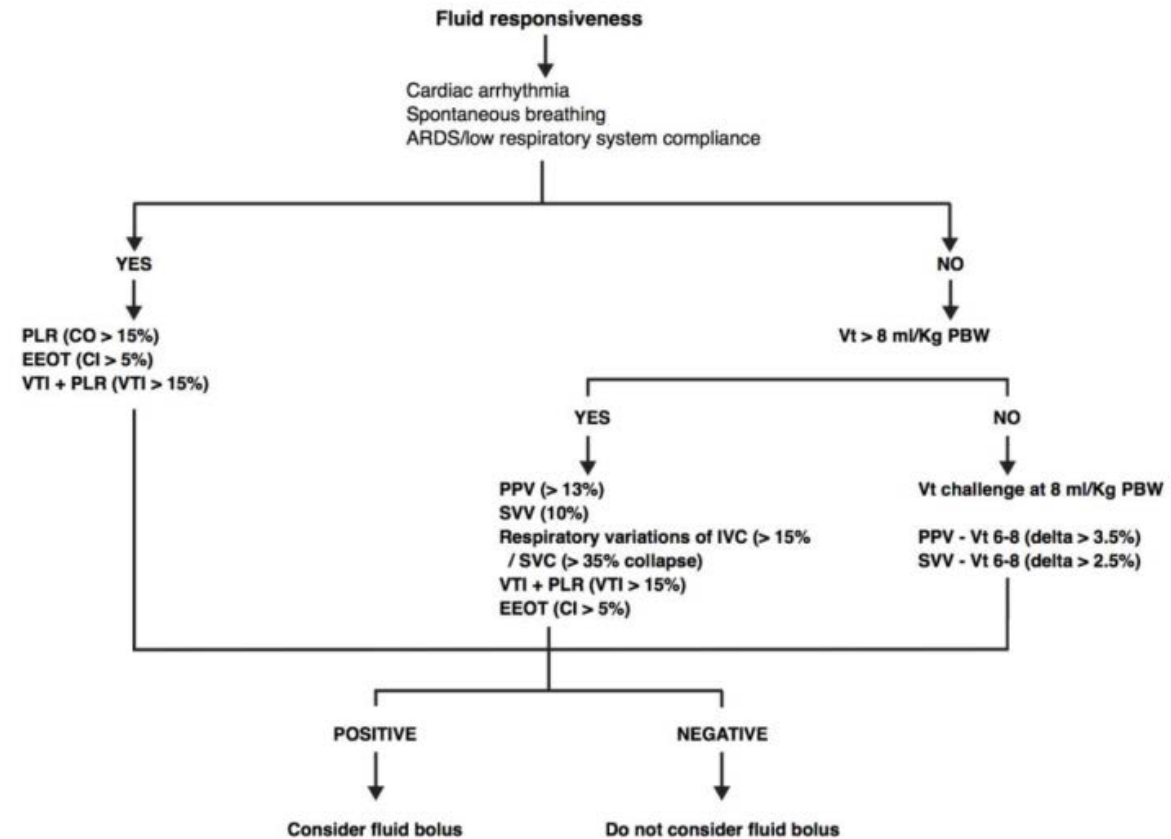 Fluid responsiveness
Cardiac arrhythmia
Spontaneous breathing
ARDS/low respiratory system compliance
YES
NO
PLR (CO > 15%)
EEOT (CI > 5%)
VTI + PLR (VTI > 15%)
Vt > 8 ml/Kg PBW
YES
NO
PPV (> 13%)
SVV (10%)
Respiratory variations of IVC (> 15%
/ SVC (> 35% collapse)
VTI + PLR (VTI > 15%)
EEOT (CI > 5%)
Vt challenge at 8 ml/Kg PBW
PPV - Vt 6-8 (delta > 3.5%)
SVV - Vt 6-8 (delta > 2.5%)
POSITIVE
NEGATIVE
Consider fluid bolus
Do not consider fluid bolus